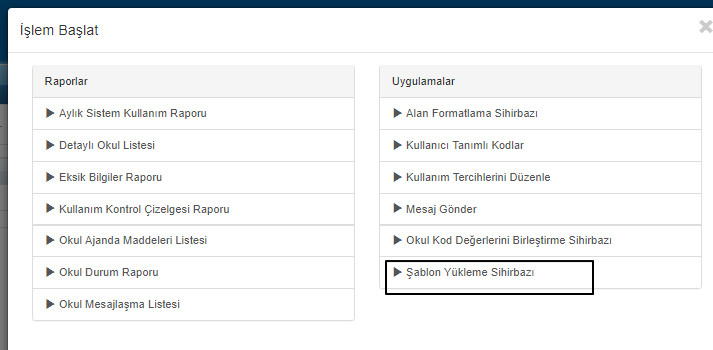 İşlem Başlat
Raporlar
Aylık Sistem Kullanım Raporu
Detaylı Okul Listesi
Eksik Bilgiler Raporu
Kullanım Kontrol Çizelgesi Raporu
Okul Ajanda Maddeleri Listesi
Okul Durum Raporu
Okul Mesajlaşma Listesi
Uygulamalar
Alan Formatlama Sihirbazı
Kullanıcı Tanımlı Kodlar
Kullanım Tercihlerini Düzenle
Mesaj Gönder
Okul Kod Değerlerini Birleştirme Sihirbazı
Şablon Yükleme Sihirbazı